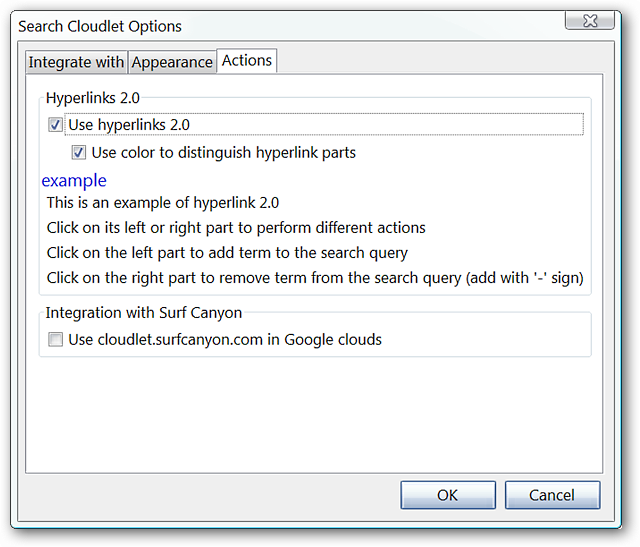 Search Cloudlet Options
Integrate with Appearance Actions
Hyperlinks 2.0
Use hyperlinks 2.0
Use color to distinguish hyperlink parts
example
This is an example of hyperlink 2.0
Click on its left or right part to perform different actions
Click on the left part to add term to the search query
Click on the right part to remove term from the search query (add with '-' sign)
Integration with Surf Canyon
Use cloudlet.surfcanyon.com in Google clouds
OK Cancel